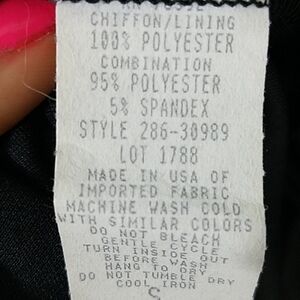 CHIFFON/LINING
100% POLYESTER
COMBINATION
95% POLYESTER
5% SPANDEX
STYLE 286-30989
LOT 1788
MADE IN USA OF
IMPORTED FABRIC
MACHINE WASH COLD
WITH SIMILAR COLORS
DO NOT BLEACH
GENTLE CYCLE
TURN INSIDE OUT
BEFORE WASH
HANG TO DRY
DO NOT TUMBLE DRY
COOL IRON
S